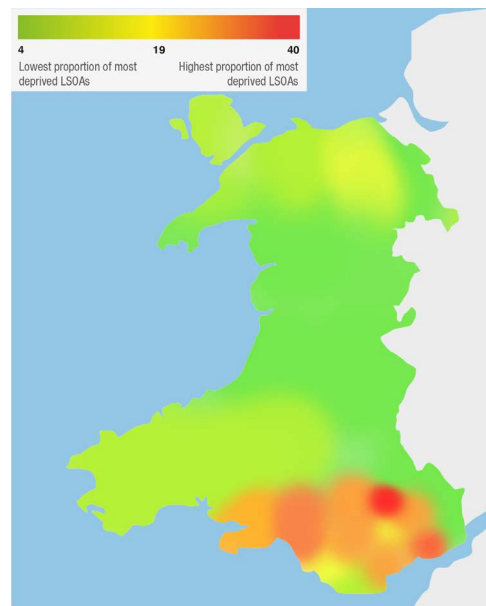 4 19 40
Lowest proportion of most Highest proportion of most
deprived LSOAs deprived LSOAs